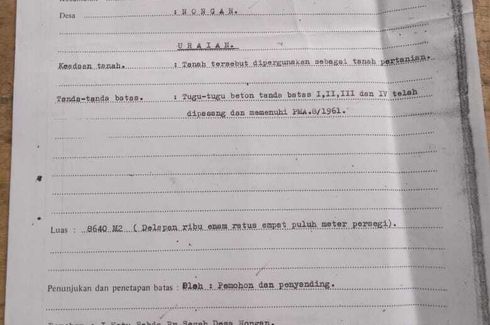 Desa : N O N G A N.
U R A I A N.
Keadaan tanah. : Tanah tersebut dipergunakan sebagai tanah pertanian.
Tanda-tanda batas. : Tugu-tugu beton tanda batas I,II,III dan IV telah
dipasang dan memenuhi PMA.8/1961.
Luas : 8640 M2 ( Delapan ribu enam ratus empat puluh meter persegi).
Penunjukan dan penetapan batas : Oleh : Pemohon dan penyanding.
Desa Nongan.